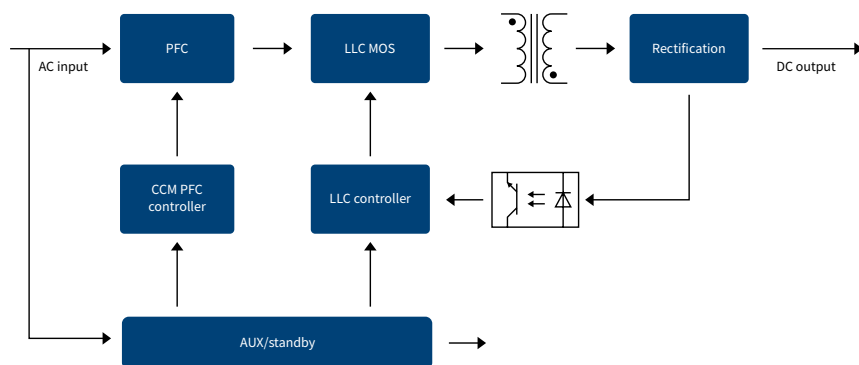 PFC
LLC MOS
Rectification
AC input
DC output
CCM PFC
controller
LLC controller
AUX/standby